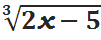 ∛(2x − 5)